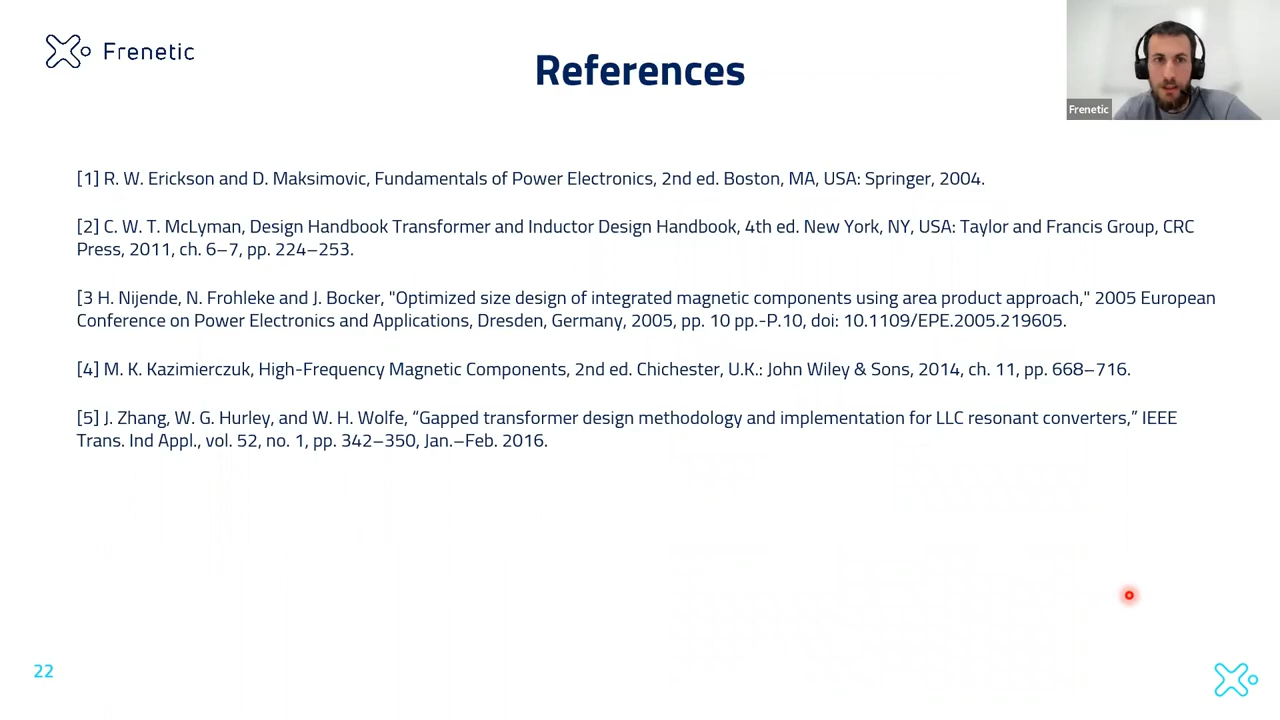 Frenetic
References
Frenetic
[1] R. W. Erickson and D. Maksimovic, Fundamentals of Power Electronics, 2nd ed. Boston, MA, USA: Springer, 2004.
[2] C. W. T. McLyman, Design Handbook Transformer and Inductor Design Handbook, 4th ed. New York, NY, USA: Taylor and Francis Group, CRC
Press, 2011, ch. 6–7, pp. 224–253.
[3 H. Nijende, N. Frohleke and J. Bocker, "Optimized size design of integrated magnetic components using area product approach," 2005 European
Conference on Power Electronics and Applications, Dresden, Germany, 2005, pp. 10 pp.-P.10, doi: 10.1109/EPE.2005.219605.
[4] M. K. Kazimierczuk, High-Frequency Magnetic Components, 2nd ed. Chichester, U.K.: John Wiley & Sons, 2014, ch. 11, pp. 668–716.
[5] J. Zhang, W. G. Hurley, and W. H. Wolfe, “Gapped transformer design methodology and implementation for LLC resonant converters,” IEEE
Trans. Ind Appl., vol. 52, no. 1, pp. 342–350, Jan.–Feb. 2016.
22